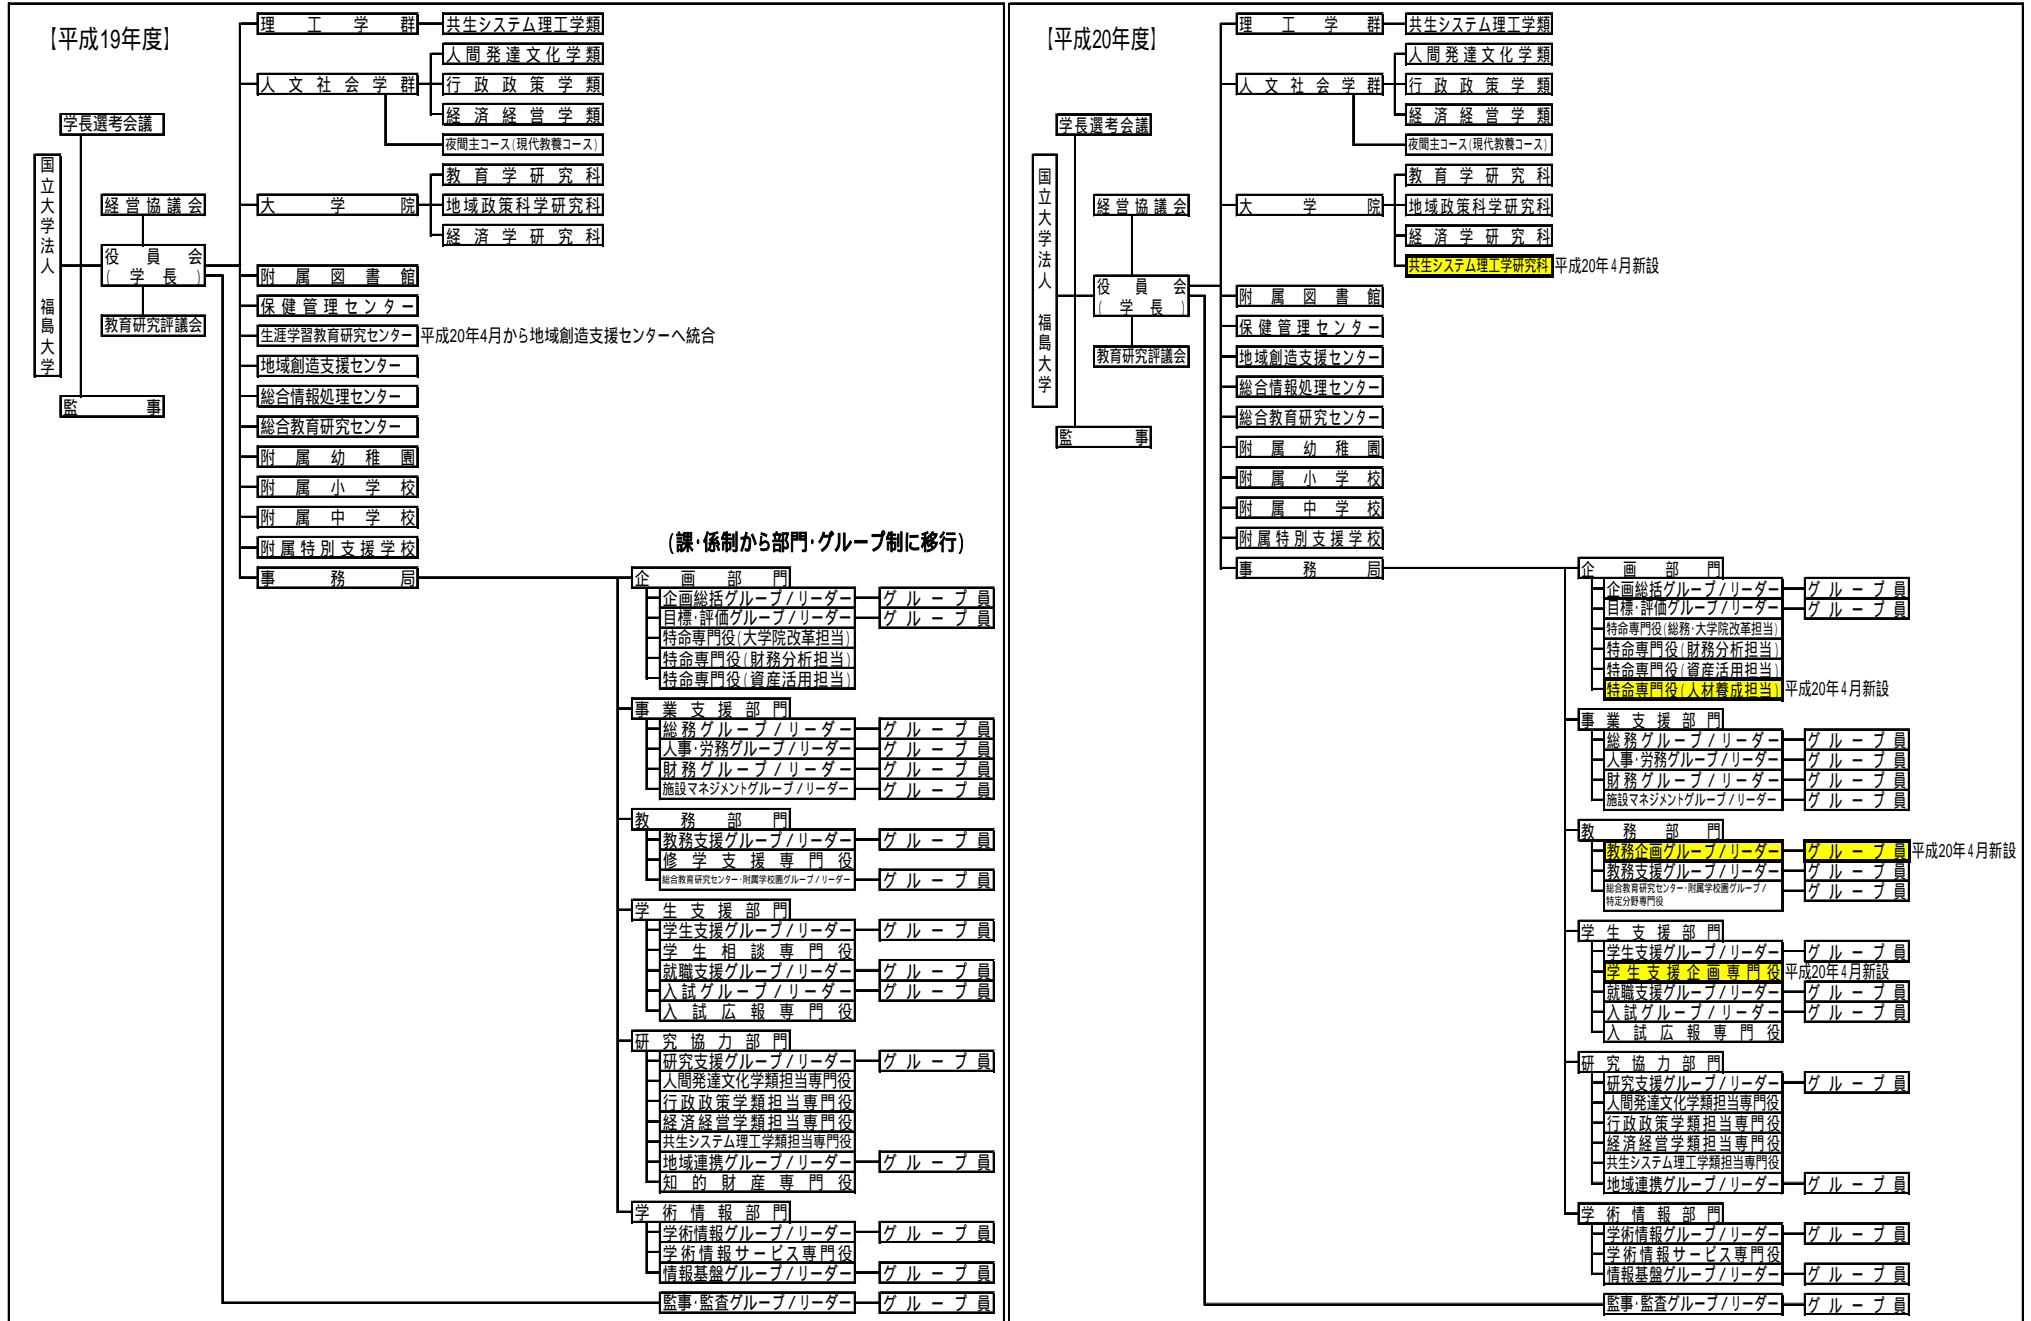 【平成19年度】
理工学群
共生システム理工学類
人文社会学群
人間発達文化学類
行政政策学類
経済経営学類
夜間主コース(現代教養コース)
学長選考会議
国立大学法人 福島大学
経営協議会
役員会
(学長)
教育研究評議会
監事
大学院
教育学研究科
地域政策科学研究科
経済学研究科
附属図書館
保健管理センター
生涯学習教育研究センター 平成20年4月から地域創造支援センターへ統合
地域創造支援センター
総合情報処理センター
総合教育研究センター
附属幼稚園
附属小学校
附属中学校
附属特別支援学校
事務局
(課・係制から部門・グループ制に移行)
企画部門
企画総括グループ/リーダー グループ員
目標・評価グループ/リーダー グループ員
特命専門役(大学院改革担当)
特命専門役(財務分析担当)
特命専門役(資産活用担当)
事業支援部門
総務グループ/リーダー グループ員
人事・労務グループ/リーダー グループ員
財務グループ/リーダー グループ員
施設マネジメントグループ/リーダー グループ員
教務部門
教務支援グループ/リーダー グループ員
修学支援専門役
総合教育研究センター・附属学校園グループ/リーダー グループ員
学生支援部門
学生支援グループ/リーダー グループ員
学生相談専門役
就職支援グループ/リーダー グループ員
入試グループ/リーダー グループ員
入試広報専門役
研究協力部門
研究支援グループ/リーダー グループ員
人間発達文化学類担当専門役
行政政策学類担当専門役
経済経営学類担当専門役
共生システム理工学類担当専門役
地域連携グループ/リーダー グループ員
知的財産専門役
学術情報部門
学術情報グループ/リーダー グループ員
学術情報サービス専門役
情報基盤グループ/リーダー グループ員
監事・監査グループ/リーダー グループ員
【平成20年度】
理工学群
共生システム理工学類
人文社会学群
人間発達文化学類
行政政策学類
経済経営学類
夜間主コース(現代教養コース)
学長選考会議
国立大学法人 福島大学
経営協議会
役員会
(学長)
教育研究評議会
監事
大学院
教育学研究科
地域政策科学研究科
経済学研究科
共生システム理工学研究科 平成20年4月新設
附属図書館
保健管理センター
地域創造支援センター
総合情報処理センター
総合教育研究センター
附属幼稚園
附属小学校
附属中学校
附属特別支援学校
事務局
企画部門
企画総括グループ/リーダー グループ員
目標・評価グループ/リーダー グループ員
特命専門役(総務・大学院改革担当)
特命専門役(財務分析担当)
特命専門役(資産活用担当)
特命専門役(人材養成担当) 平成20年4月新設
事業支援部門
総務グループ/リーダー グループ員
人事・労務グループ/リーダー グループ員
財務グループ/リーダー グループ員
施設マネジメントグループ/リーダー グループ員
教務部門
教務企画グループ/リーダー グループ員 平成20年4月新設
教務支援グループ/リーダー グループ員
総合教育研究センター・附属学校園グループ/ グループ員
特定分野専門役
学生支援部門
学生支援グループ/リーダー グループ員
学生支援企画専門役 平成20年4月新設
就職支援グループ/リーダー グループ員
入試グループ/リーダー グループ員
入試広報専門役
研究協力部門
研究支援グループ/リーダー グループ員
人間発達文化学類担当専門役
行政政策学類担当専門役
経済経営学類担当専門役
共生システム理工学類担当専門役
地域連携グループ/リーダー グループ員
学術情報部門
学術情報グループ/リーダー グループ員
学術情報サービス専門役
情報基盤グループ/リーダー グループ員
監事・監査グループ/リーダー グループ員